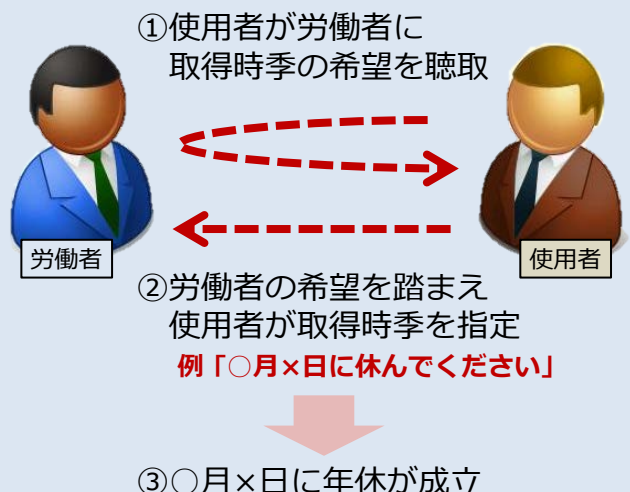 ①使用者が労働者に
取得時季の希望を聴取
労働者
使用者
②労働者の希望を踏まえ
使用者が取得時季を指定
例「○月×日に休んでください」
③○月×日に年休が成立